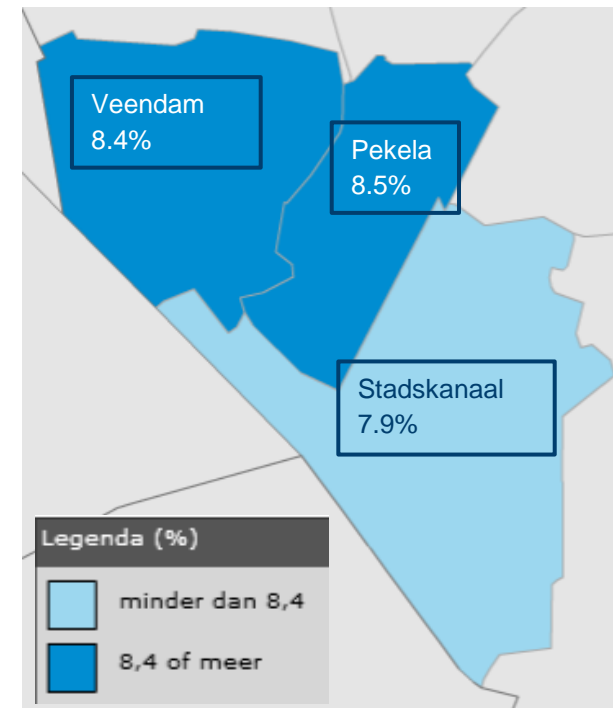 Veendam
8.4%
Pekela
8.5%
Stadskanaal
7.9%
Legenda (%)
minder dan 8,4
8,4 of meer